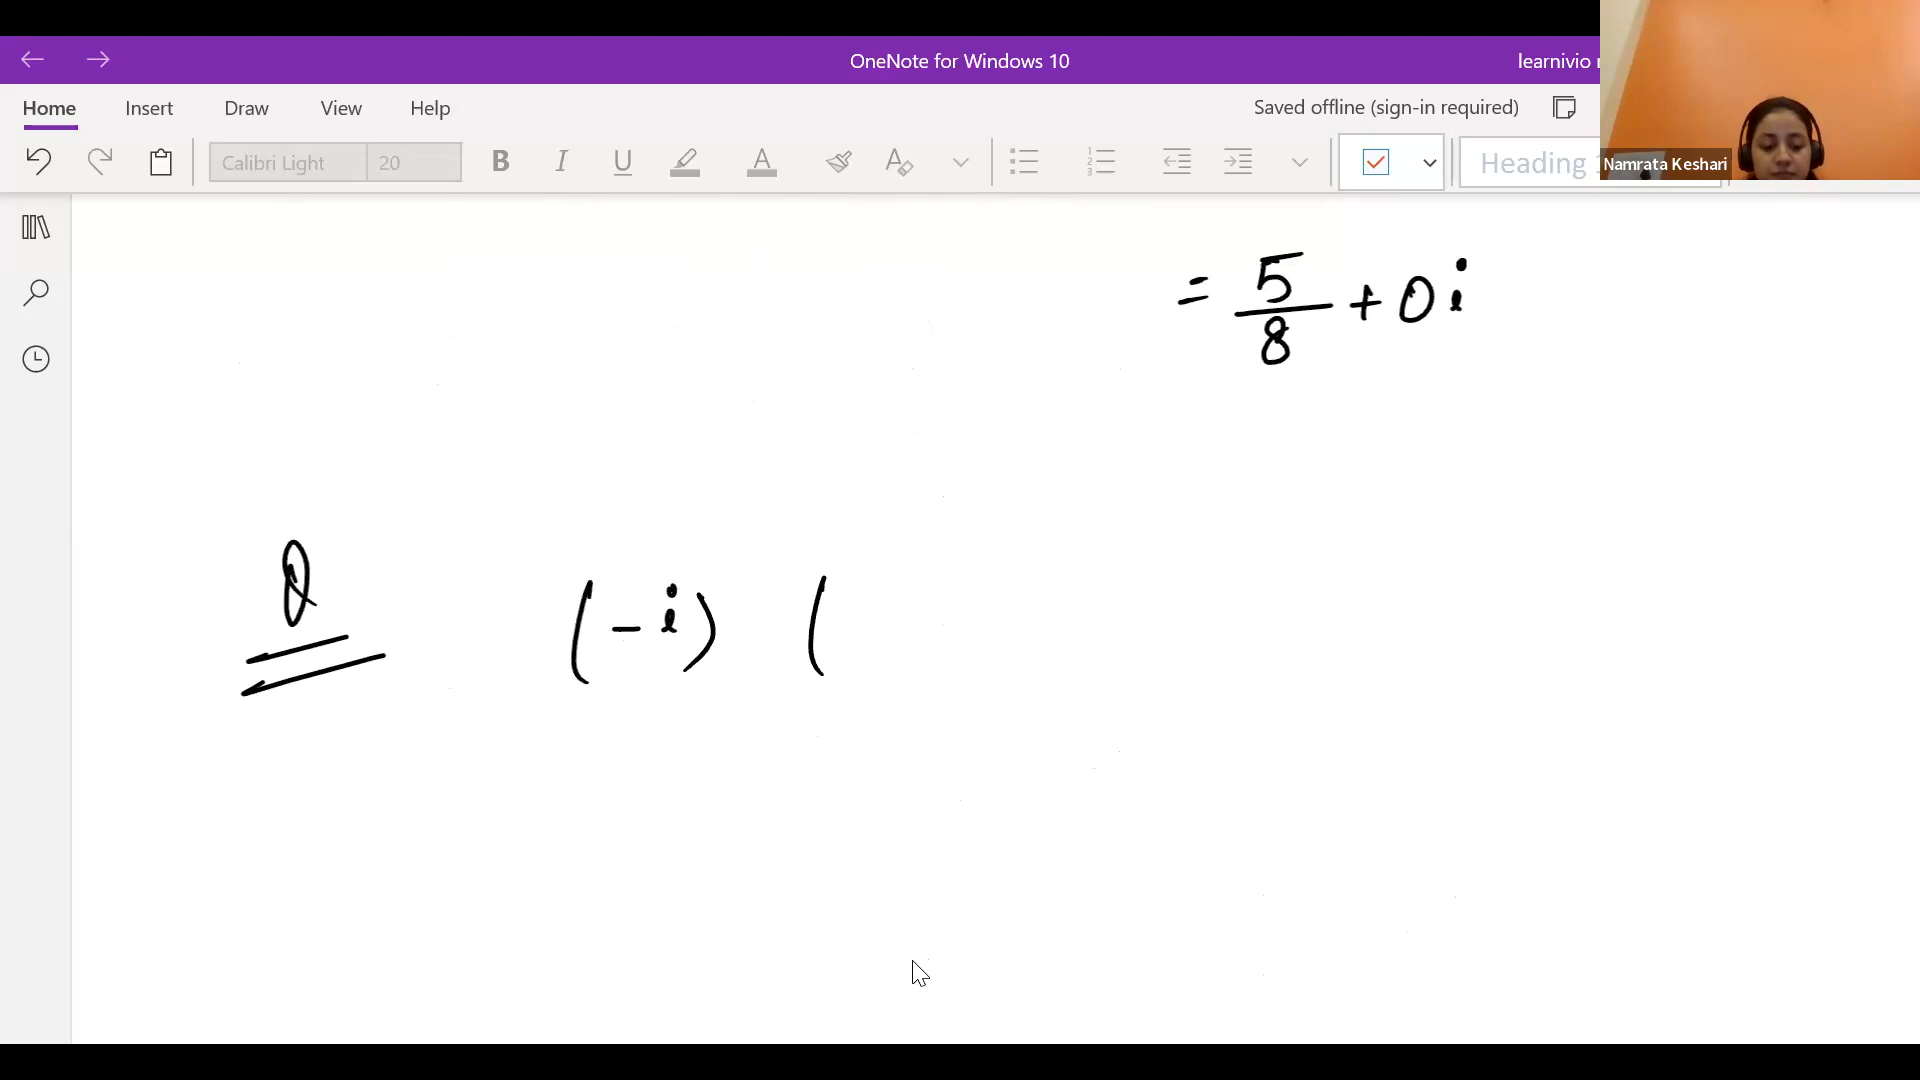 OneNote for Windows 10
learnivio
Home Insert Draw View Help
Saved offline (sign-in required)
Calibri Light 20
B I U A A
Heading
Namrata Keshari
= 5/8 + 0i
Q (-i) (